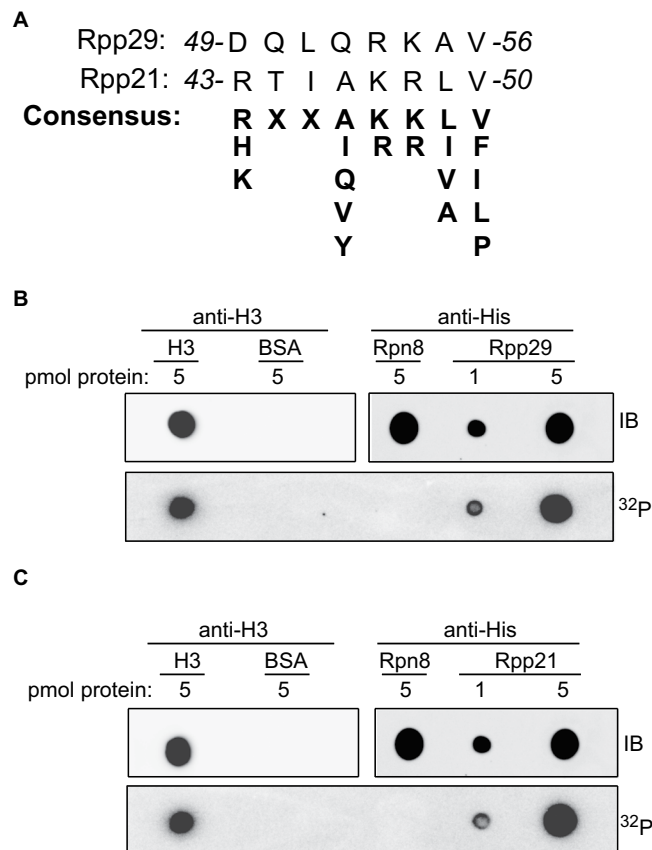 A
Rpp29: 49- D Q L Q R K A V -56
Rpp21: 43- R T I A K R L V -50
Consensus: R X X A K K L V
H I R R I F
K Q V I
V A L
Y P
B
anti-H3 anti-His
H3 BSA Rpn8 Rpp29
pmol protein: 5 5 5 1 5
IB
32P
C
anti-H3 anti-His
H3 BSA Rpn8 Rpp21
pmol protein: 5 5 5 1 5
IB
32P